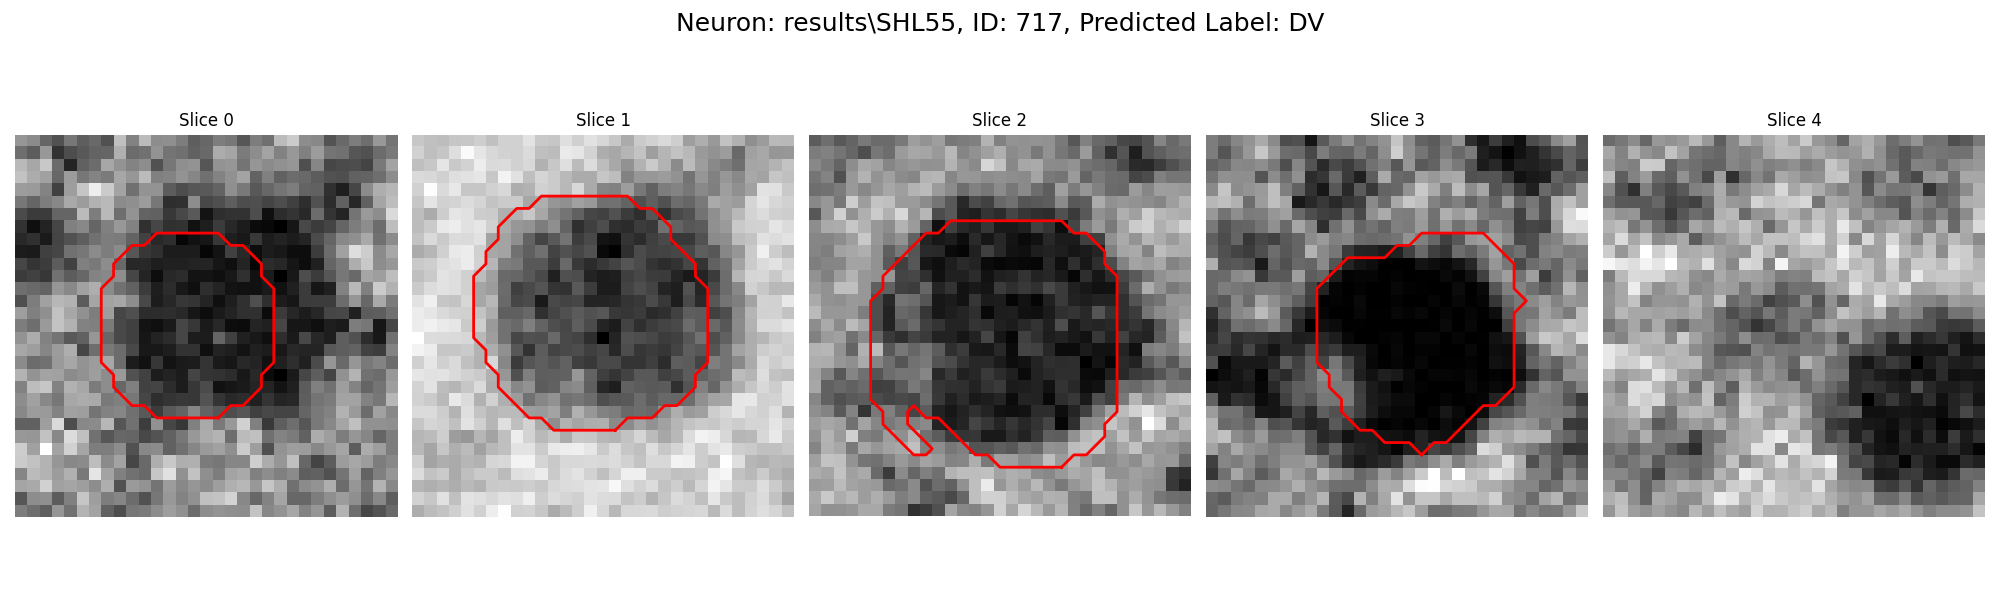 Neuron: results\SHL55, ID: 717, Predicted Label: DV
Slice 0
Slice 1
Slice 2
Slice 3
Slice 4